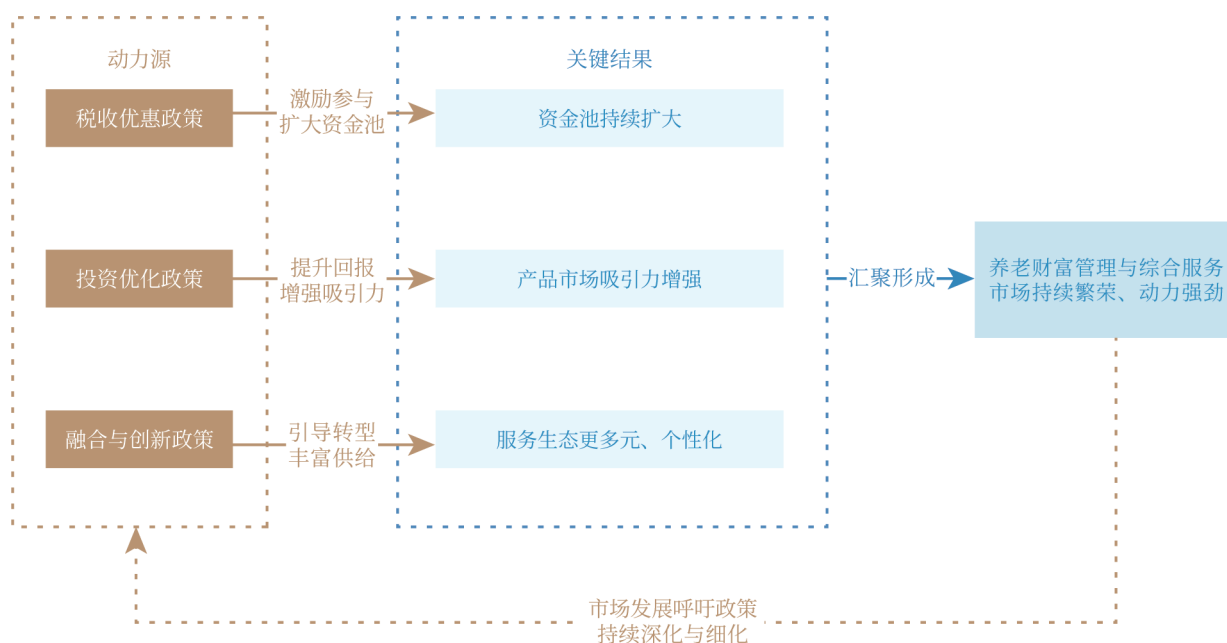 动力源
关键结果
税收优惠政策
激励参与
扩大资金池
资金池持续扩大
投资优化政策
提升回报
增强吸引力
产品市场吸引力增强
汇聚形成
养老财富管理与综合服务
市场持续繁荣、动力强劲
融合与创新政策
引导转型
丰富供给
服务生态更多元、个性化
市场发展呼吁政策
持续深化与细化